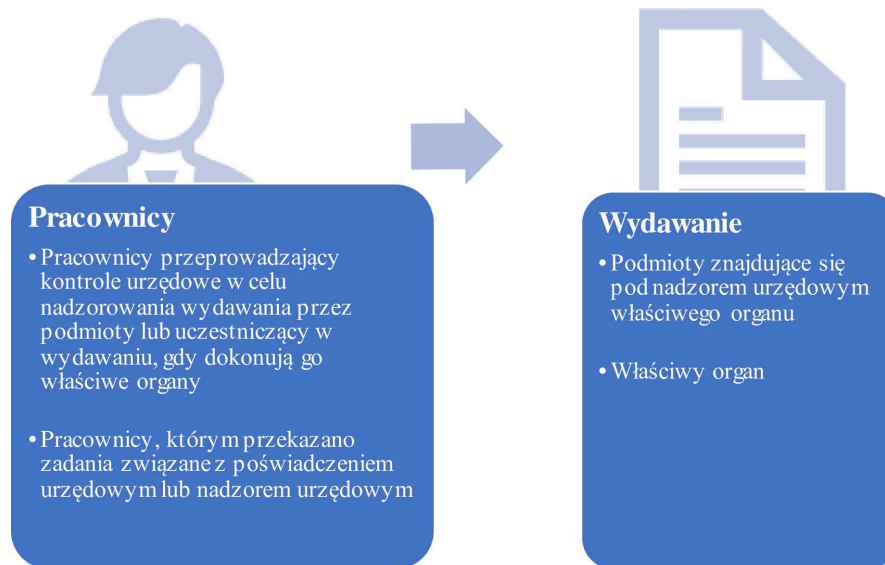 Pracownicy
• Pracownicy przeprowadzający
kontrole urzędowe w celu
nadzorowania wydawania przez
podmioty lub uczestniczący w
wydawaniu, gdy dokonują go
właściwe organy
• Pracownicy, którym przekazano
zadania związane z poświadczeniem
urzędowym lub nadzorem urzędowym
Wydawanie
• Podmioty znajdujące się
pod nadzorem urzędowym
właściwego organu
• Właściwy organ